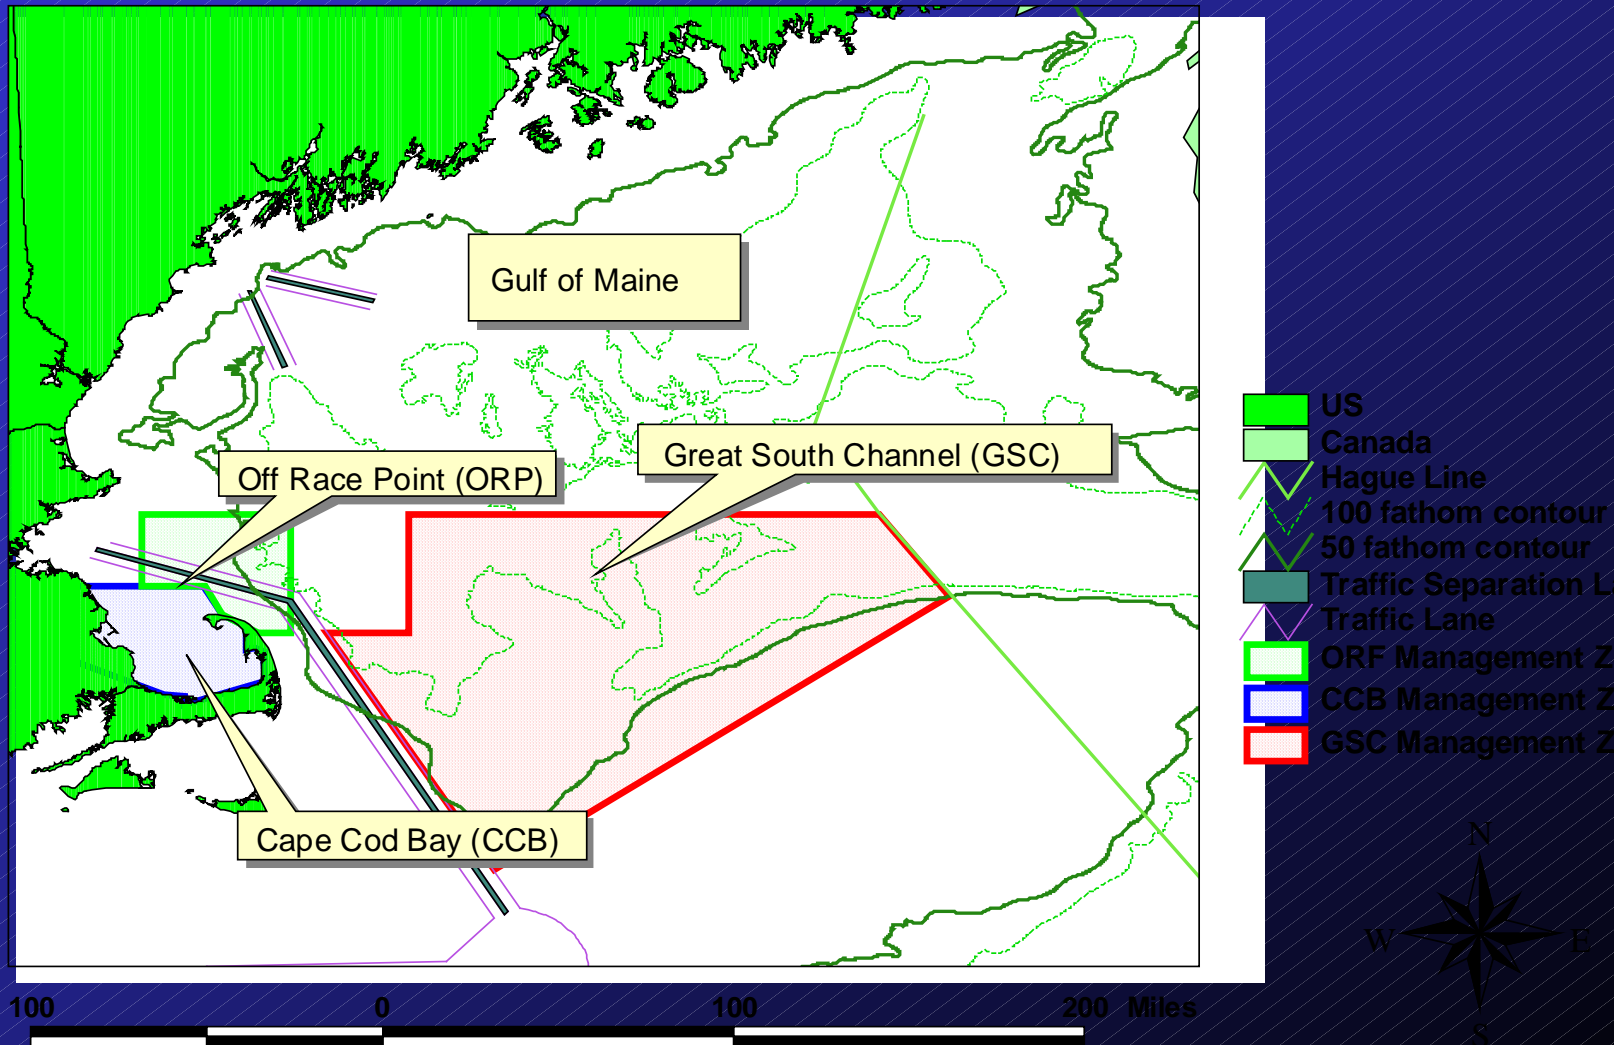 Gulf of Maine
Great South Channel (GSC)
Off Race Point (ORP)
Cape Cod Bay (CCB)
US
Canada
Hague Line
100 fathom contour
50 fathom contour
Traffic Separation L
Traffic Lane
ORF Management Z
CCB Management Z
GSC Management Z
N
W
E
S
100 0 100 200 Miles